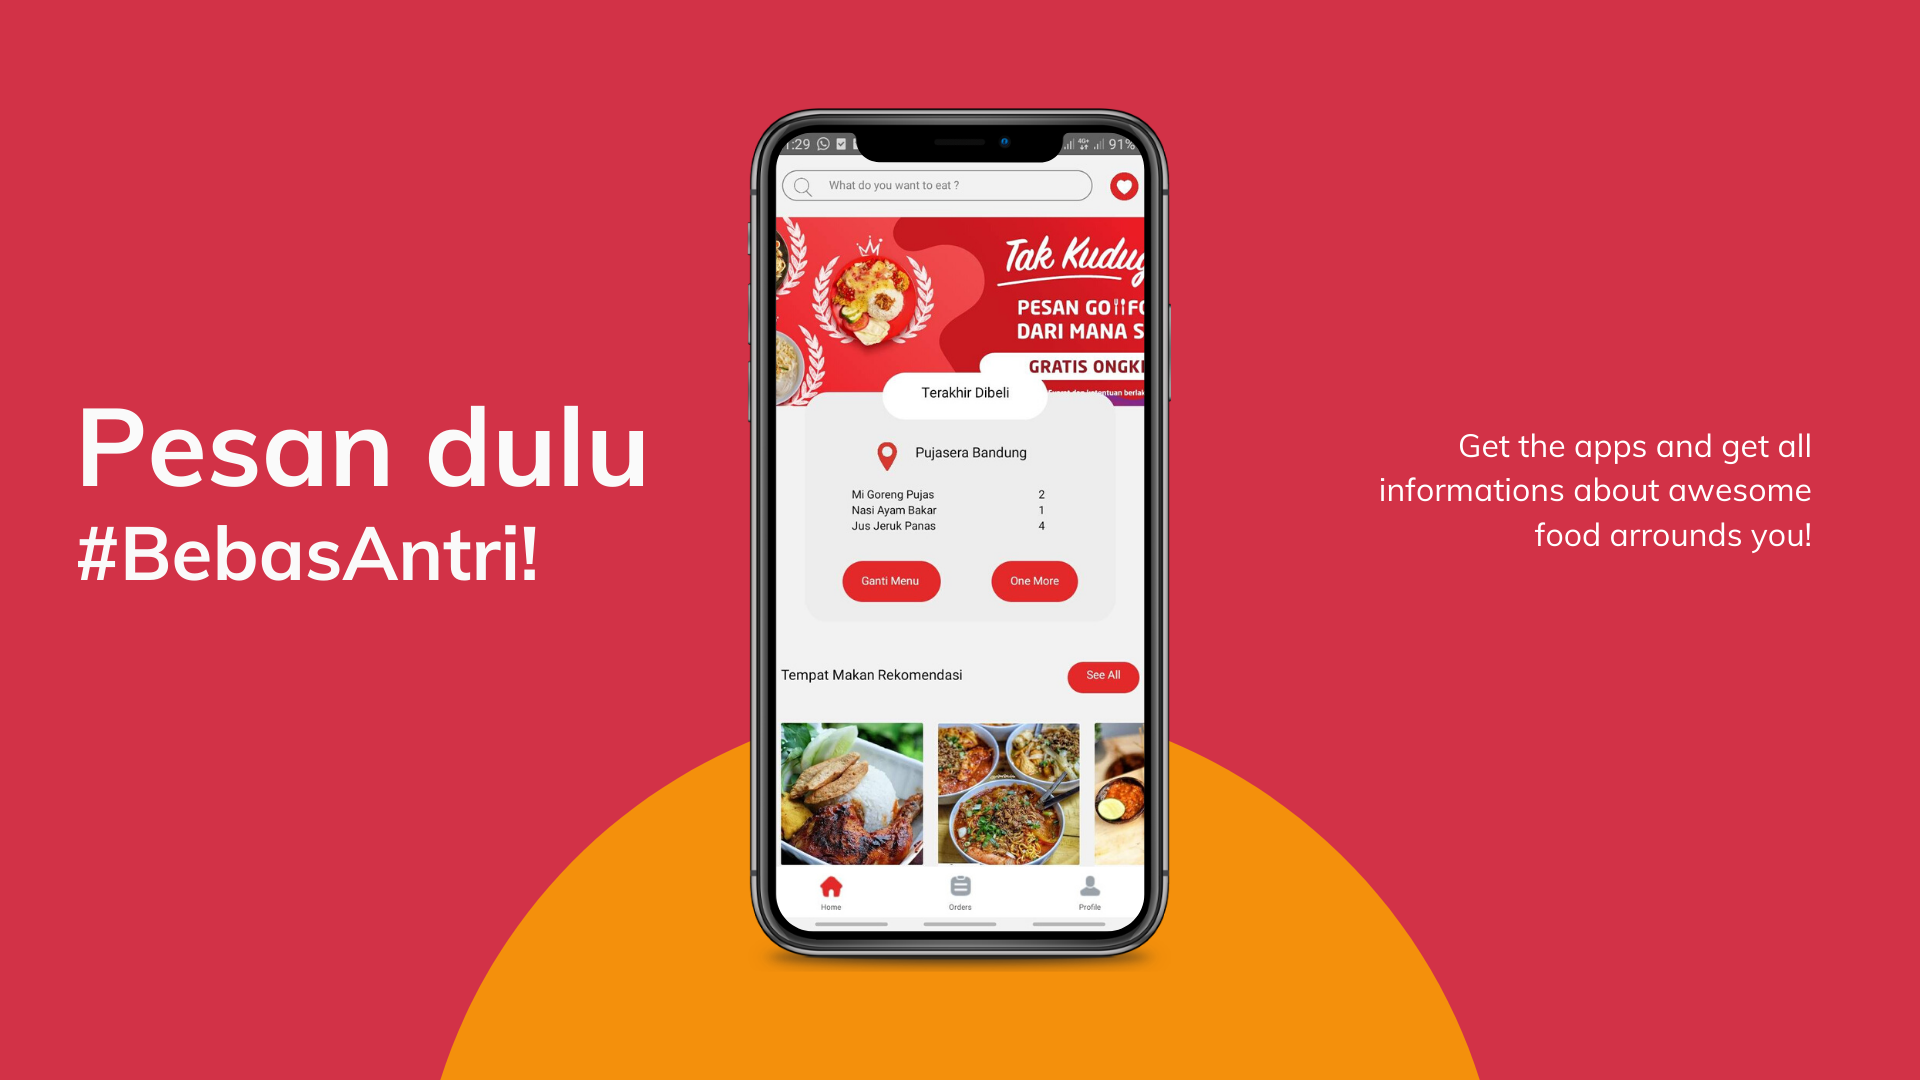 Pesan dulu
#BebasAntri!
:29
91%
What do you want to eat ?
Tak Kudu
PESAN GO
DARI MANA S
GRATIS ONGKI
Terakhir Dibeli
Pujasera Bandung
Mi Goreng Pujas 2
Nasi Ayam Bakar 1
Jus Jeruk Panas 4
Ganti Menu
One More
Tempat Makan Rekomendasi
See All
Home
Orders
Profile
Get the apps and get all
informations about awesome
food arrounds you!